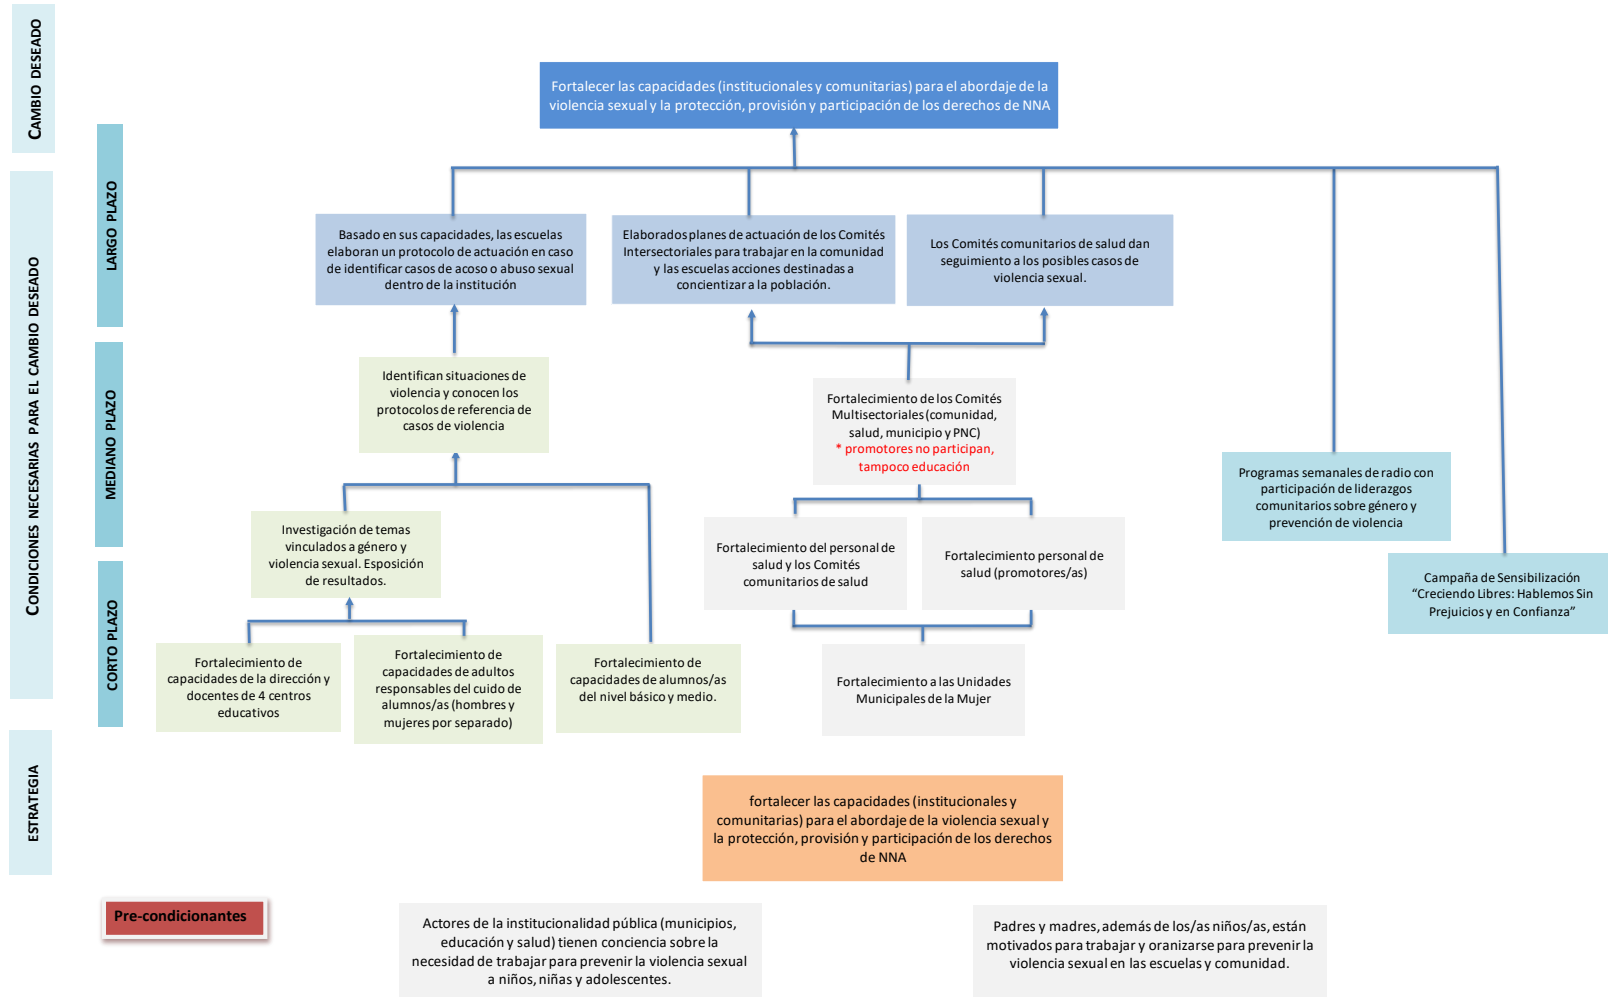 CAMBIO DESEADO
Fortalecer las capacidades (institucionales y comunitarias) para el abordaje de la
violencia sexual y la protección, provisión y participación de los derechos de NNA
CONDICIONES NECESARIAS PARA EL CAMBIO DESEADO
LARGO PLAZO
Basado en sus capacidades, las escuelas
elaboran un protocolo de actuación en caso
de identificar casos de acoso o abuso sexual
dentro de la institución
Elaborados planes de actuación de los Comités
Intersectoriales para trabajar en la comunidad
y las escuelas acciones destinadas a
concientizar a la población.
Los Comités comunitarios de salud dan
seguimiento a los posibles casos de
violencia sexual.
MEDIANO PLAZO
Identifican situaciones de
violencia y conocen los
protocolos de referencia de
casos de violencia
Fortalecimiento de los Comités
Multisectoriales (comunidad,
salud, municipio y PNC)
* promotores no participan,
tampoco educación
Programas semanales de radio con
participación de liderazgos
comunitarios sobre género y
prevención de violencia
Investigación de temas
vinculados a género y
violencia sexual. Exposición
de resultados.
Fortalecimiento del personal de
salud y los Comités
comunitarios de salud
Fortalecimiento personal de
salud (promotores/as)
Campaña de Sensibilización
“Creciendo Libres: Hablemos Sin
Prejuicios y en Confianza”
CORTO PLAZO
Fortalecimiento de
capacidades de la dirección y
docentes de 4 centros
educativos
Fortalecimiento de
capacidades de adultos
responsables del cuido de
alumnos/as (hombres y
mujeres por separado)
Fortalecimiento de
capacidades de alumnos/as
del nivel básico y medio.
Fortalecimiento a las Unidades
Municipales de la Mujer
ESTRATEGIA
fortalecer las capacidades (institucionales y
comunitarias) para el abordaje de la violencia sexual y
la protección, provisión y participación de los derechos
de NNA
Pre-condicionantes
Actores de la institucionalidad pública (municipios,
educación y salud) tienen conciencia sobre la
necesidad de trabajar para prevenir la violencia sexual
a niños, niñas y adolescentes.
Padres y madres, además de los/as niños/as, están
motivados para trabajar y oranizarse para prevenir la
violencia sexual en las escuelas y comunidad.